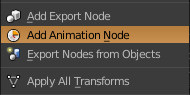 Add Export Node
Add Animation Node
Export Nodes from Objects
Apply All Transforms